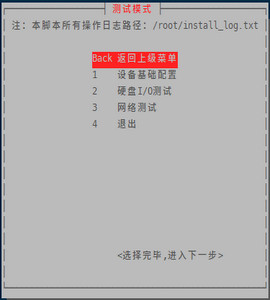 测试模式
注: 本脚本所有操作日志路径: /root/install_log.txt
Back 返回上级菜单
1 设备基础配置
2 硬盘I/O测试
3 网络测试
4 退出
<选择完毕,进入下一步>